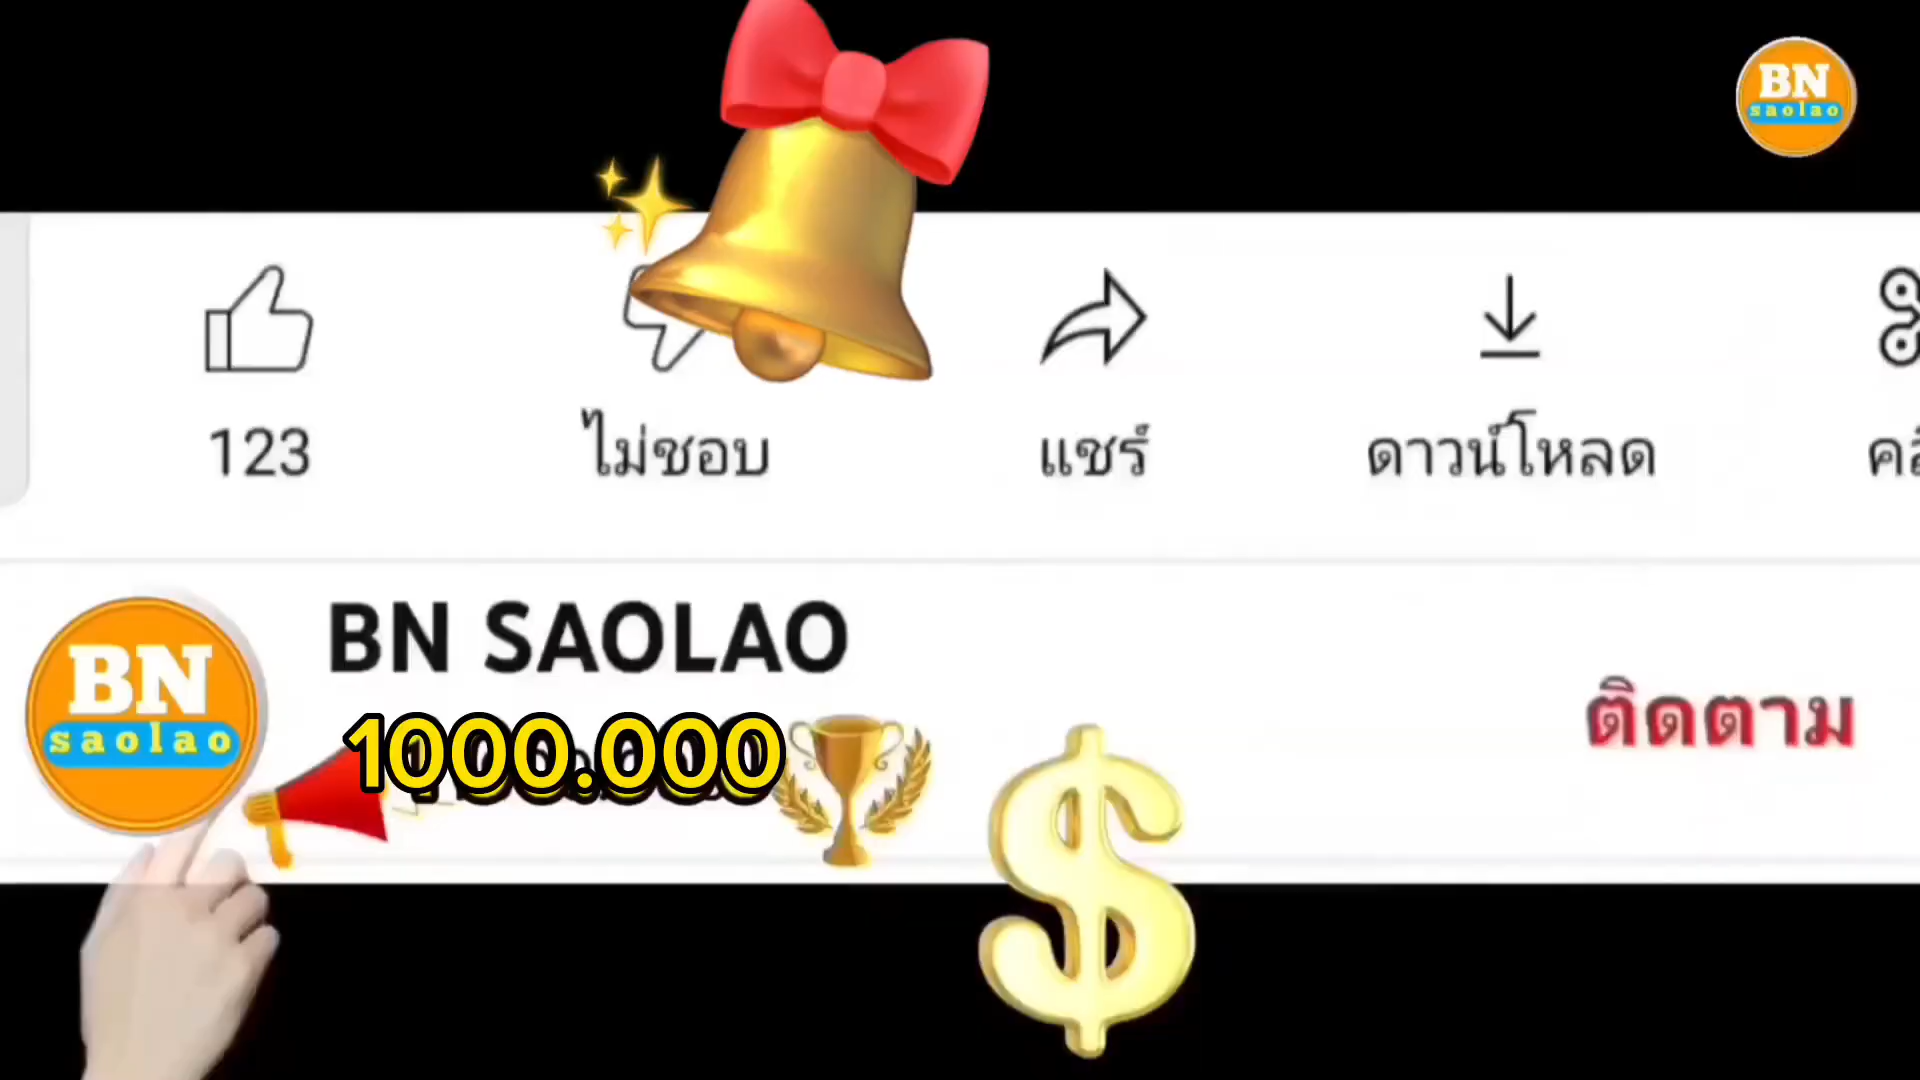 BN
saolao
123
ไม่ชอบ
แชร์
ดาวน์โหลด
BN SAOLAO
BN
saolao
1000.000
ติดตาม